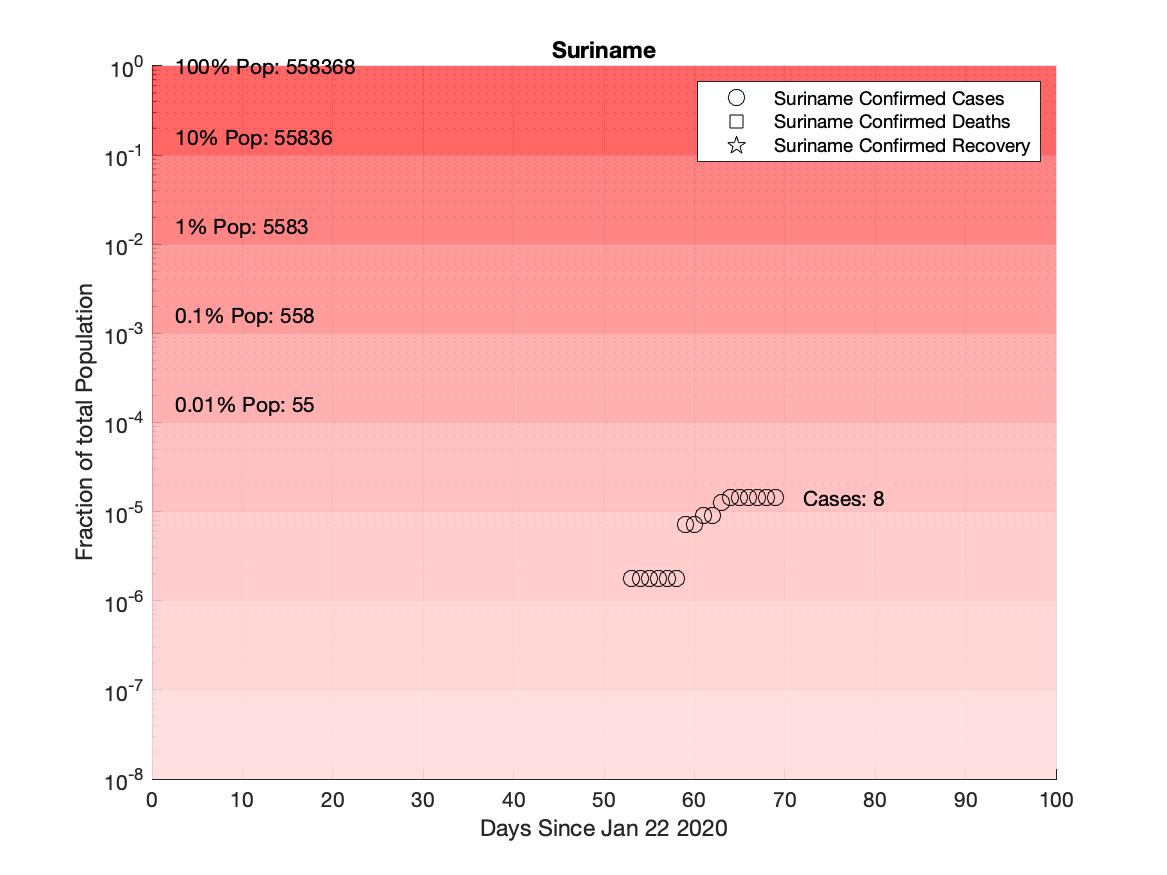 Suriname
10^0
100% Pop: 558368
Suriname Confirmed Cases
Suriname Confirmed Deaths
Suriname Confirmed Recovery
10% Pop: 55836
10^-1
1% Pop: 5583
10^-2
0.1% Pop: 558
10^-3
0.01% Pop: 55
10^-4
Cases: 8
10^-5
10^-6
10^-7
10^-8
Fraction of total Population
0 10 20 30 40 50 60 70 80 90 100
Days Since Jan 22 2020